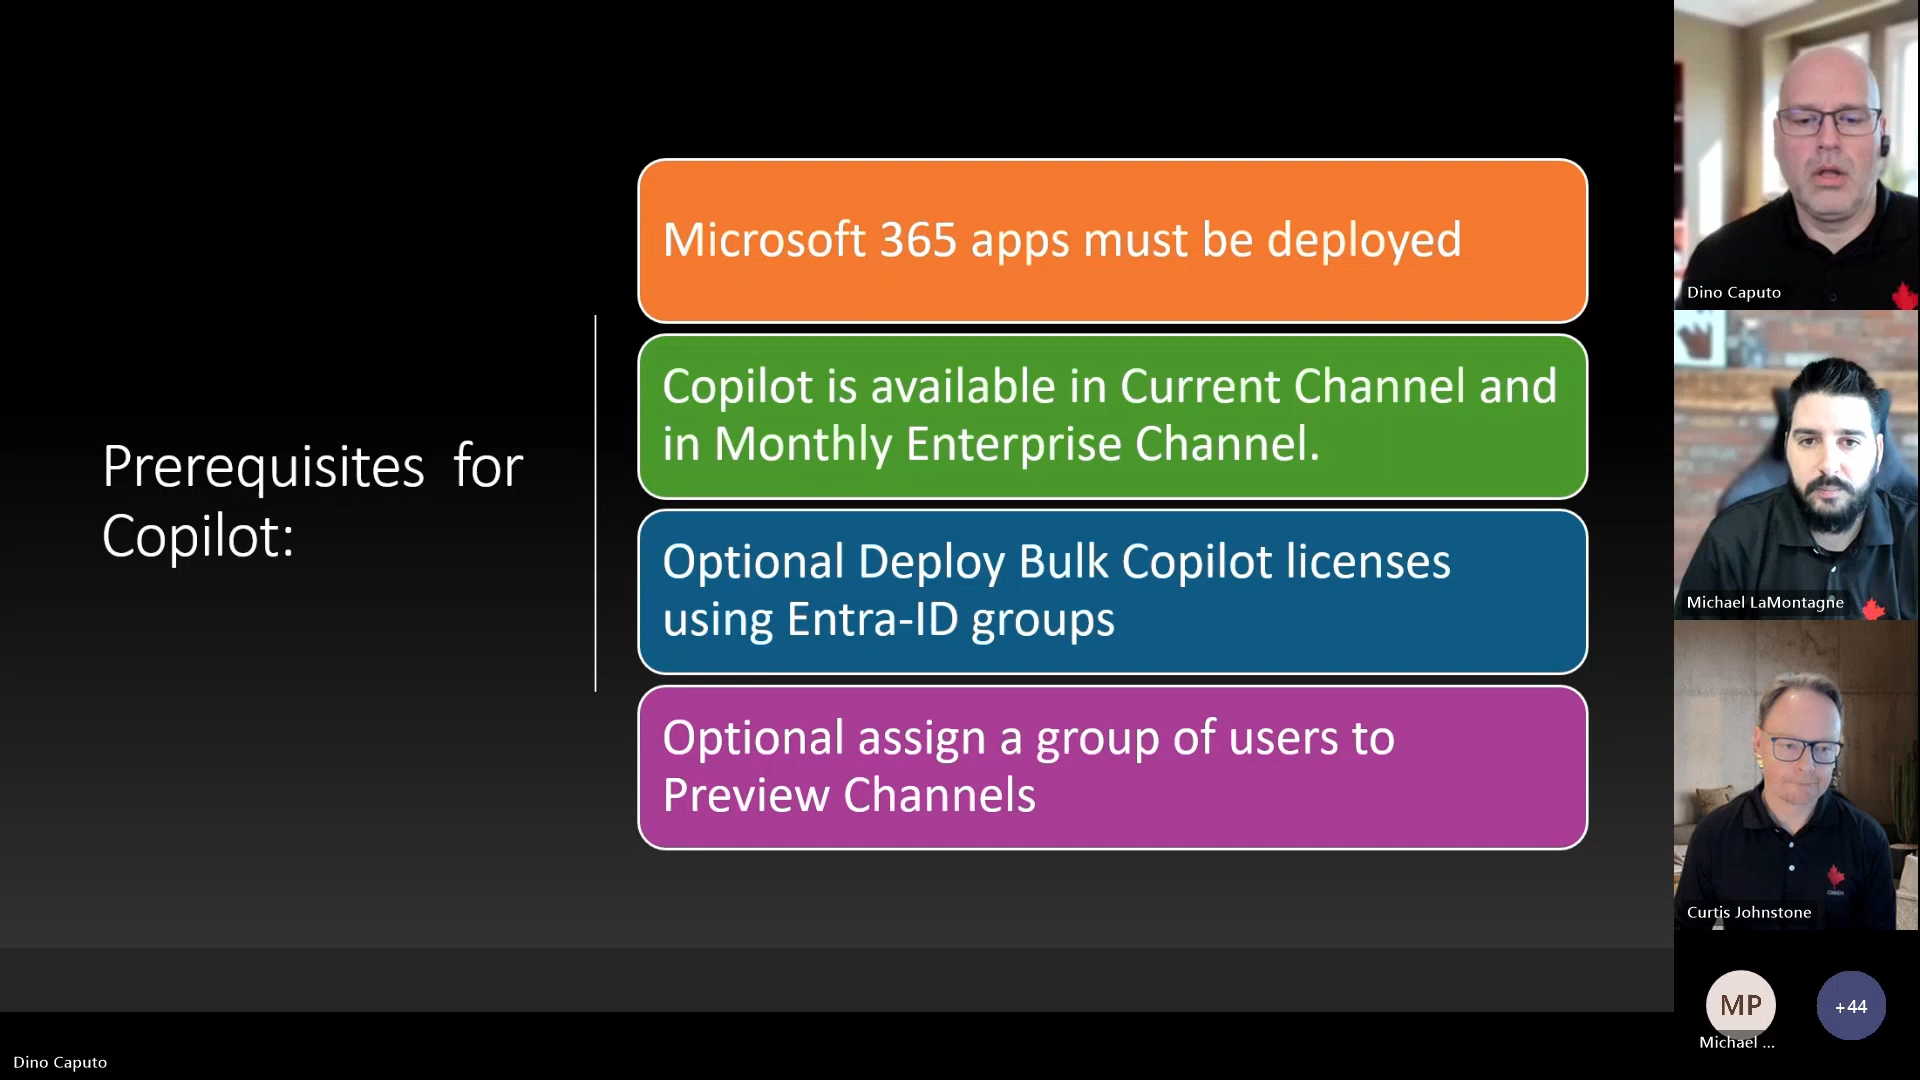 Prerequisites  for
Copilot:
Microsoft 365 apps must be deployed
Copilot is available in Current Channel and
in Monthly Enterprise Channel.
Optional Deploy Bulk Copilot licenses
using Entra-ID groups
Optional assign a group of users to
Preview Channels
Dino Caputo
Michael LaMontagne
Curtis Johnstone
MP
+44
Michael ...
Dino Caputo